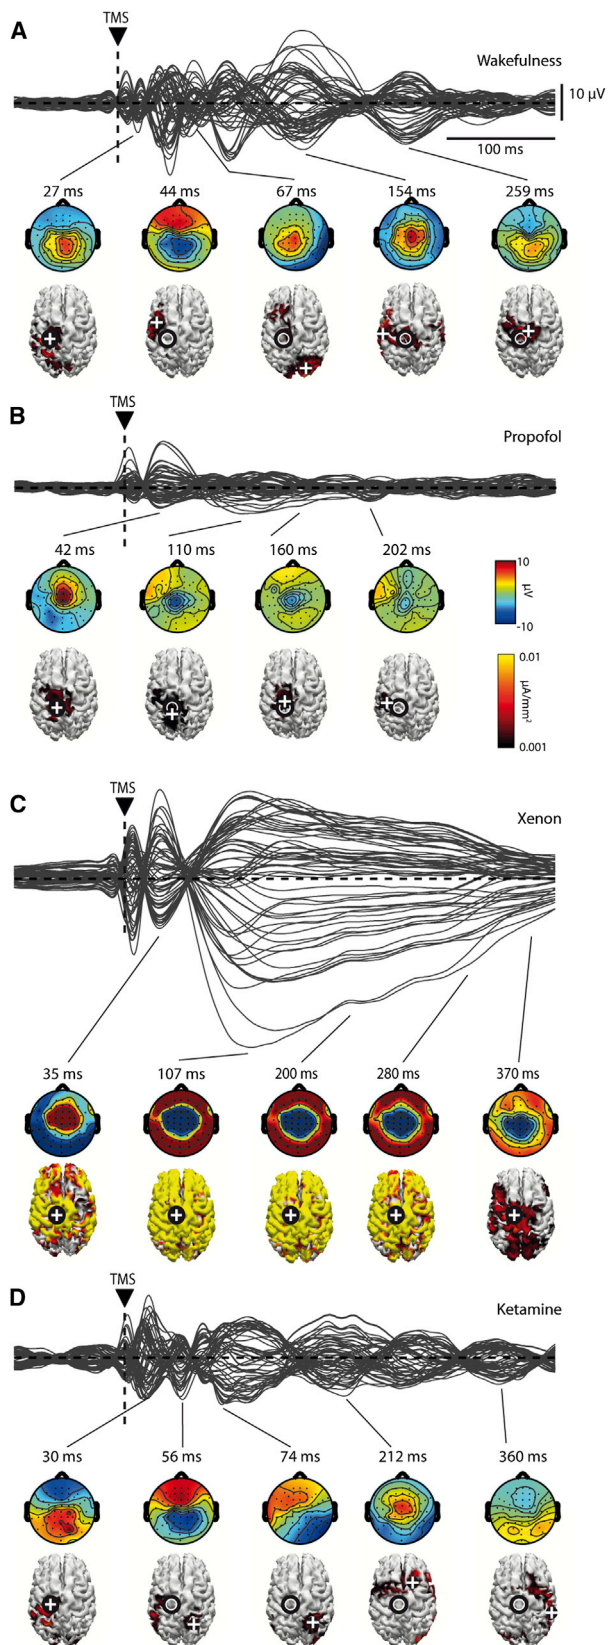 A
TMS
Wakefulness
10 µV
100 ms
27 ms 44 ms 67 ms 154 ms 259 ms
B
TMS
Propofol
42 ms 110 ms 160 ms 202 ms
10
µV
-10
0.01
µA/mm²
0.001
C
TMS
Xenon
35 ms 107 ms 200 ms 280 ms 370 ms
D
TMS
Ketamine
30 ms 56 ms 74 ms 212 ms 360 ms